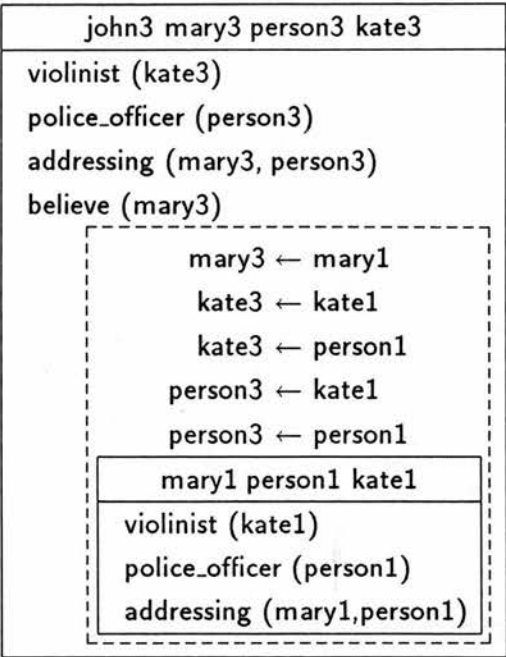 john3 mary3 person3 kate3
violinist (kate3)
police_officer (person3)
addressing (mary3, person3)
believe (mary3)
mary3 ← mary1
kate3 ← kate1
kate3 ← person1
person3 ← kate1
person3 ← person1
mary1 person1 kate1
violinist (kate1)
police_officer (person1)
addressing (mary1,person1)